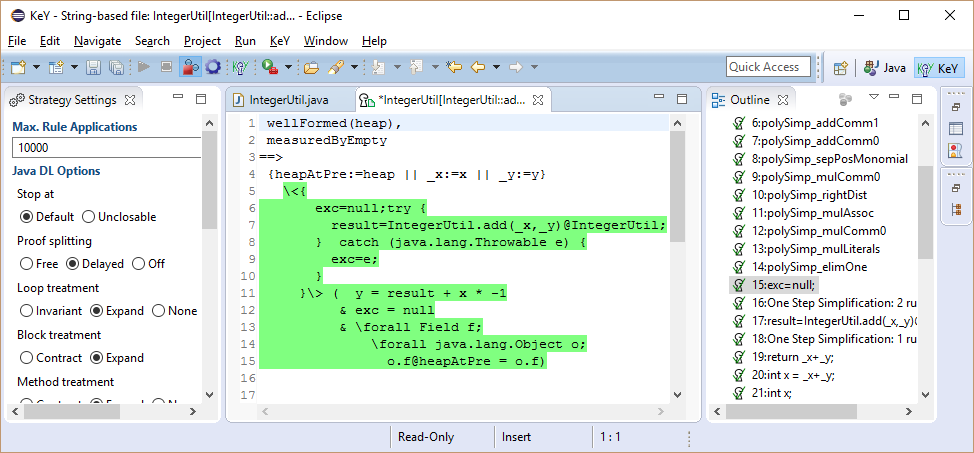 KeY - String-based file: IntegerUtil[IntegerUtil::ad... - Eclipse
File Edit Navigate Search Project Run KeY Window Help
Quick Access
Java
KeY
Strategy Settings
Max. Rule Applications
10000
Java DL Options
Stop at
Default Unclosable
Proof splitting
Free Delayed Off
Loop treatment
Invariant Expand None
Block treatment
Contract Expand
Method treatment
IntegerUtil.java
*IntegerUtil[IntegerUtil::ad...
1 wellFormed(heap),
2 measuredByEmpty
3 ==>
4 {heapAtPre:=heap || _x:=x || _y:=y}
5 \<{
6 exc=null;try {
7 result=IntegerUtil.add(_x,_y)@IntegerUtil;
8 } catch (java.lang.Throwable e) {
9 exc=e;
10 }
11 }\> ( y = result + x * -1
12 & exc = null
13 & \forall Field f;
14 \forall java.lang.Object o;
15 o.f@heapAtPre = o.f)
16
17
Outline
6:polySimp_addComm1
7:polySimp_addComm0
8:polySimp_sepPosMonomial
9:polySimp_mulComm0
10:polySimp_rightDist
11:polySimp_mulAssoc
12:polySimp_mulComm0
13:polySimp_mulLiterals
14:polySimp_elimOne
15:exc=null;
16:One Step Simplification: 2 ru
17:result=IntegerUtil.add(_x,_y)
18:One Step Simplification: 1 ru
19:return _x+_y;
20:int x = _x+_y;
21:int x;
Read-Only
Insert
1 : 1